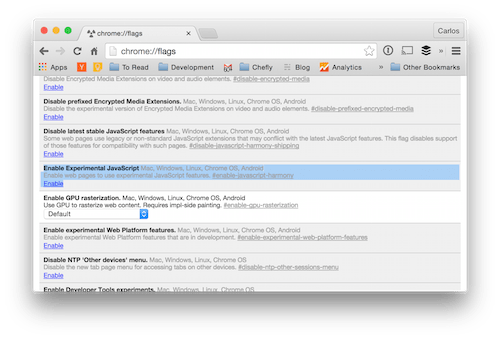 chrome://flags
Carlos
chrome://flags
Apps
To Read
Development
Chefly
Blog
Analytics
»
Other Bookmarks
Disable Encrypted Media Extensions on video and audio elements. #disable-encrypted-media
Enable
Disable prefixed Encrypted Media Extensions. Mac, Windows, Linux, Chrome OS, Android
Disable the experimental version of Encrypted Media Extensions on video and audio elements. #disable-prefixed-encrypted-media
Enable
Disable latest stable JavaScript features Mac, Windows, Linux, Chrome OS, Android
Some web pages use legacy or non-standard JavaScript extensions that may conflict with the latest JavaScript features. This flag disables support
of those features for compatibility with such pages. #disable-javascript-harmony-shipping
Enable
Enable Experimental JavaScript Mac, Windows, Linux, Chrome OS, Android
Enable web pages to use experimental JavaScript features. #enable-javascript-harmony
Enable
Enable GPU rasterization. Mac, Windows, Linux, Chrome OS, Android
Use GPU to rasterize web content. Requires impl-side painting. #enable-gpu-rasterization
Default
Enable experimental Web Platform features. Mac, Windows, Linux, Chrome OS, Android
Enable experimental Web Platform features that are in development. #enable-experimental-web-platform-features
Enable
Disable NTP 'Other devices' menu. Mac, Windows, Linux, Chrome OS
Disable the new tab page menu for accessing tabs on other devices. #disable-ntp-other-sessions-menu
Enable
Enable Developer Tools experiments. Mac, Windows, Linux, Chrome OS